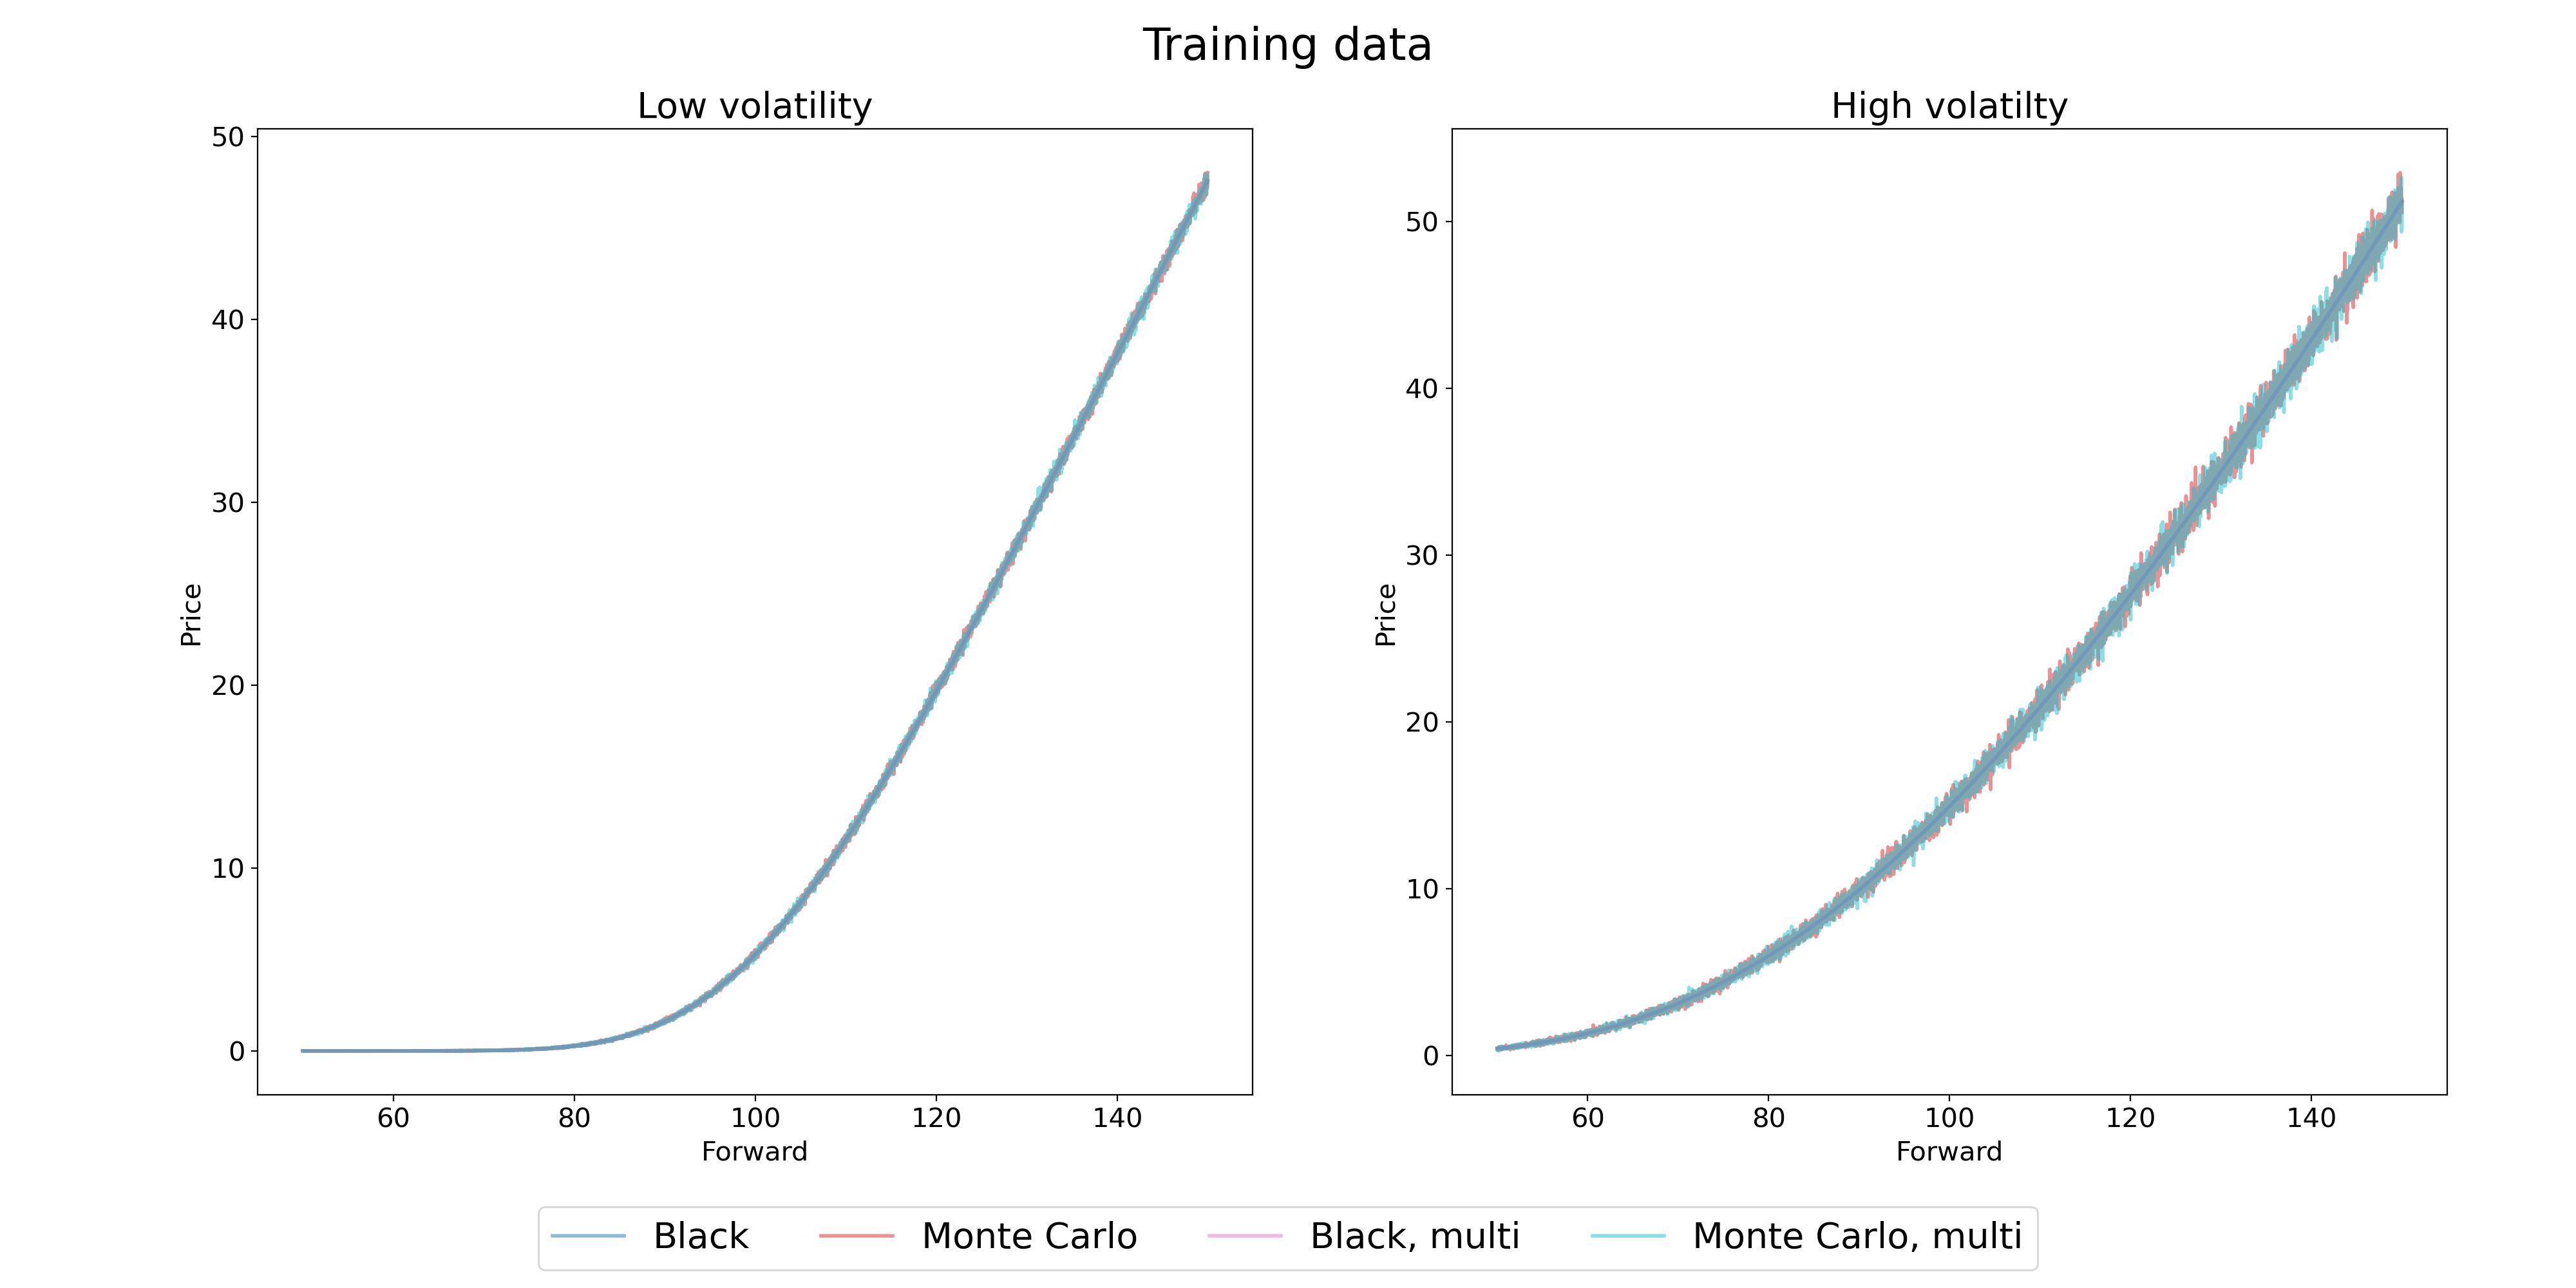 Training data
Low volatility
50
40
30
20
10
0
Price
60 80 100 120 140
Forward
High volatilty
50
40
30
20
10
0
Price
60 80 100 120 140
Forward
Black Monte Carlo Black, multi Monte Carlo, multi